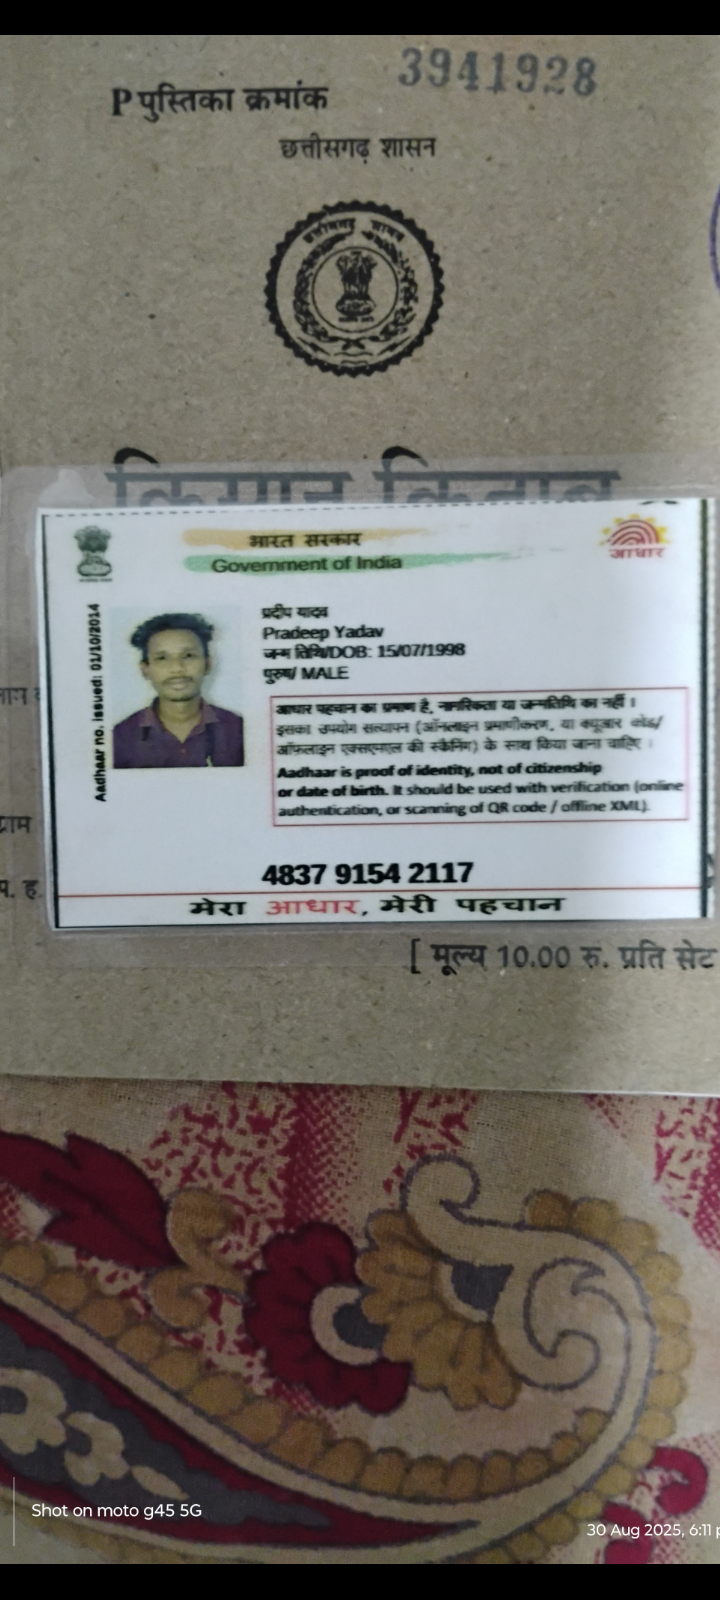 P पुस्तिका क्रमांक 3941928
छत्तीसगढ़ शासन
किसान किताब
भारत सरकार
Government of India
आधार
Aadhaar no. issued: 01/10/2014
प्रदीप यादव
Pradeep Yadav
जन्म तिथि/DOB: 15/07/1998
पुरुष/ MALE
आधार पहचान का प्रमाण है, नागरिकता या जन्मतिथि का नहीं ।
इसका उपयोग सत्यापन (ऑनलाइन प्रमाणीकरण, या क्यूआर कोड/
ऑफलाइन एक्सएमएल की स्कैनिंग) के साथ किया जाना चाहिए ।
Aadhaar is proof of identity, not of citizenship
or date of birth. It should be used with verification (online
authentication, or scanning of QR code / offline XML).
4837 9154 2117
मेरा आधार, मेरी पहचान
ग्राम
प. ह.
[ मूल्य 10.00 रु. प्रति सेट
Shot on moto g45 5G
30 Aug 2025, 6:11 p